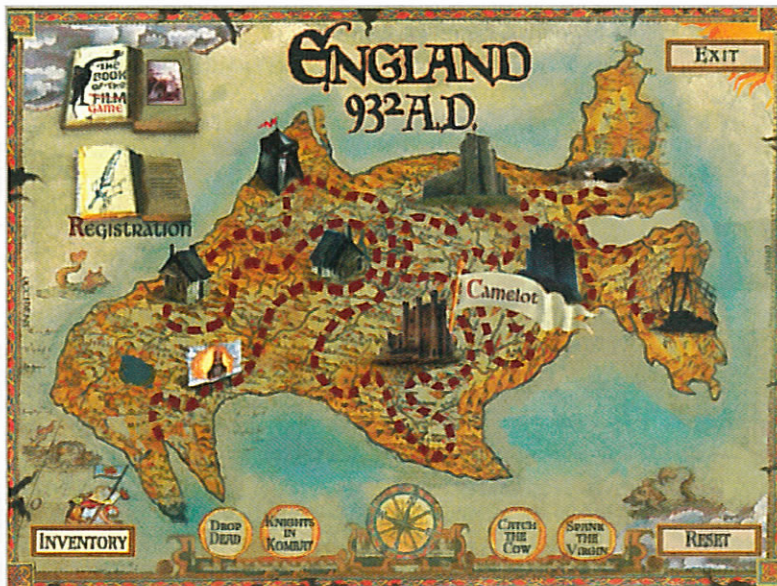 ENGLAND
932 A.D.
EXIT
THE
BOOK
OF THE
FILM
GAME
Registration
Camelot
INVENTORY
DROP
DEAD
KNIGHTS
IN
KOMBAT
CATCH
THE
COW
SPANK
THE
VIRGIN
RESET